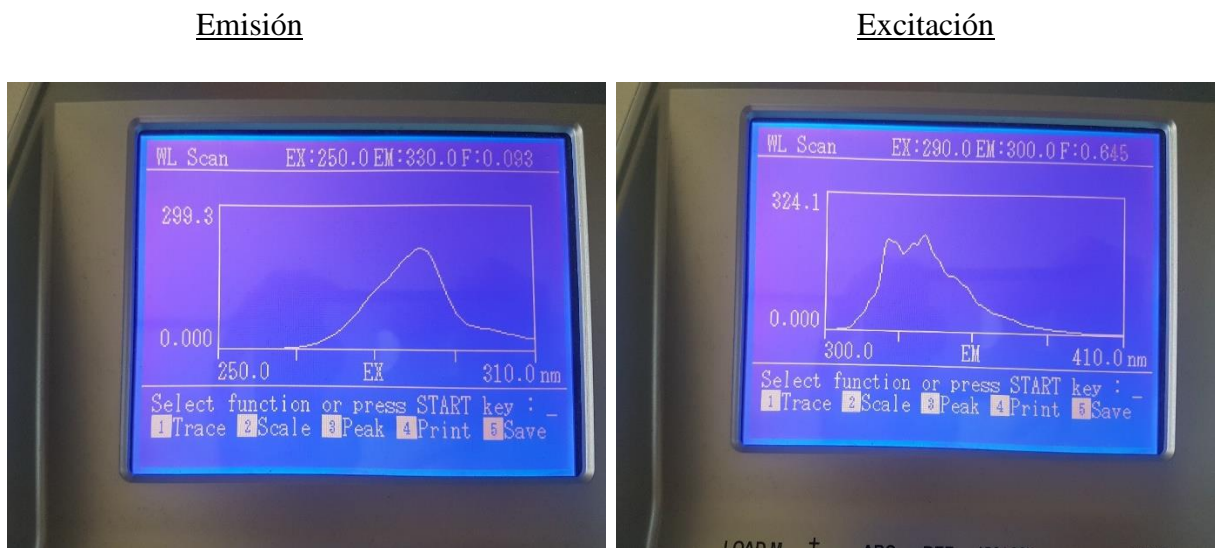 Emisión
Excitación
WL Scan EX:250.0 EM:330.0 F:0.093
299.3
0.000
250.0 EX 310.0 nm
Select function or press START key : _
1 Trace 2 Scale 3 Peak 4 Print 5 Save
WL Scan EX:290.0 EM:300.0 F:0.645
324.1
0.000
300.0 EM 410.0 nm
Select function or press START key : _
1 Trace 2 Scale 3 Peak 4 Print 5 Save